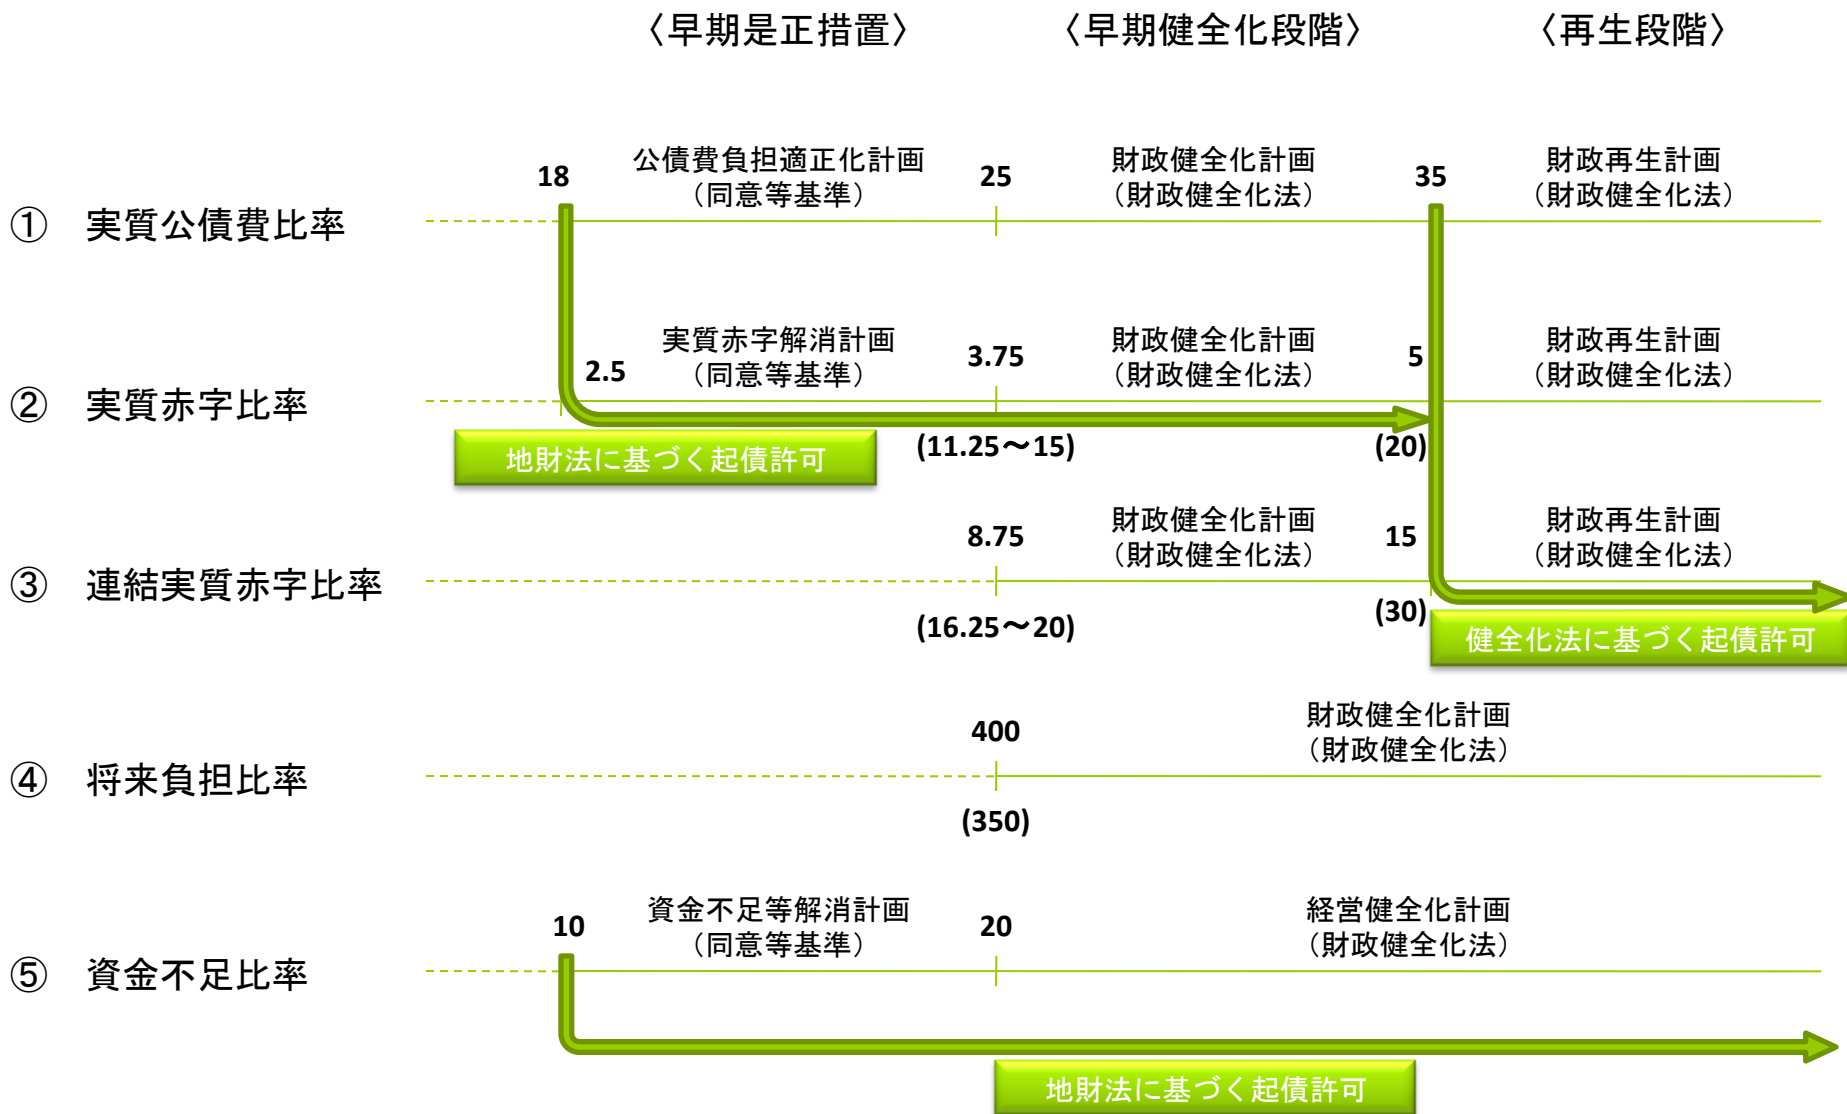 〈早期是正措置〉 〈早期健全化段階〉 〈再生段階〉
① 実質公債費比率
18
公債費負担適正化計画
（同意等基準）
25
財政健全化計画
（財政健全化法）
35
財政再生計画
（財政健全化法）
② 実質赤字比率
2.5
実質赤字解消計画
（同意等基準）
3.75
財政健全化計画
（財政健全化法）
5
財政再生計画
（財政健全化法）
地財法に基づく起債許可
(11.25～15)
(20)
③ 連結実質赤字比率
8.75
財政健全化計画
（財政健全化法）
15
財政再生計画
（財政健全化法）
(16.25～20)
(30)
健全化法に基づく起債許可
④ 将来負担比率
400
財政健全化計画
（財政健全化法）
(350)
⑤ 資金不足比率
10
資金不足等解消計画
（同意等基準）
20
経営健全化計画
（財政健全化法）
地財法に基づく起債許可